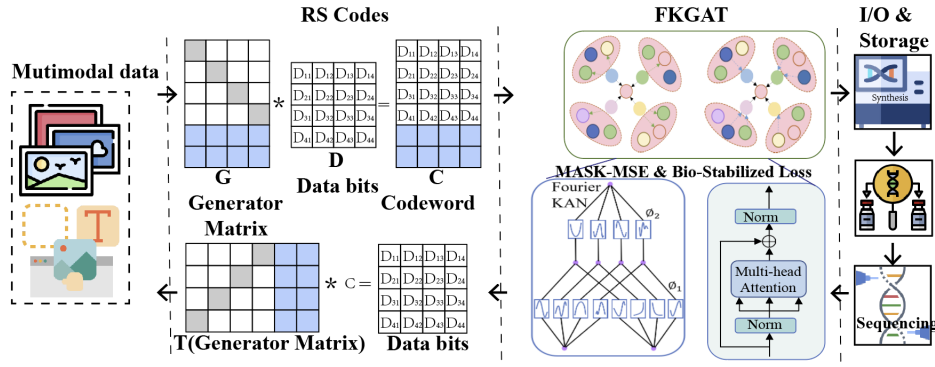 RS Codes
FKGAT
I/O &
Storage
Mutimodal data
T
*
=
D11 D12 D13 D14
D21 D22 D23 D24
D31 D32 D33 D34
D41 D42 D43 D44
D11 D12 D13 D14
D21 D22 D23 D24
D31 D32 D33 D34
D41 D42 D43 D44
G
Generator
Matrix
D
Data bits
C
Codeword
Synthesis
MASK-MSE & Bio-Stabilized Loss
Fourier
KAN
Ø2
Ø1
Norm
Multi-head
Attention
Norm
* C =
D11 D12 D13 D14
D21 D22 D23 D24
D31 D32 D33 D34
D41 D42 D43 D44
T(Generator Matrix)
Data bits
Sequencing